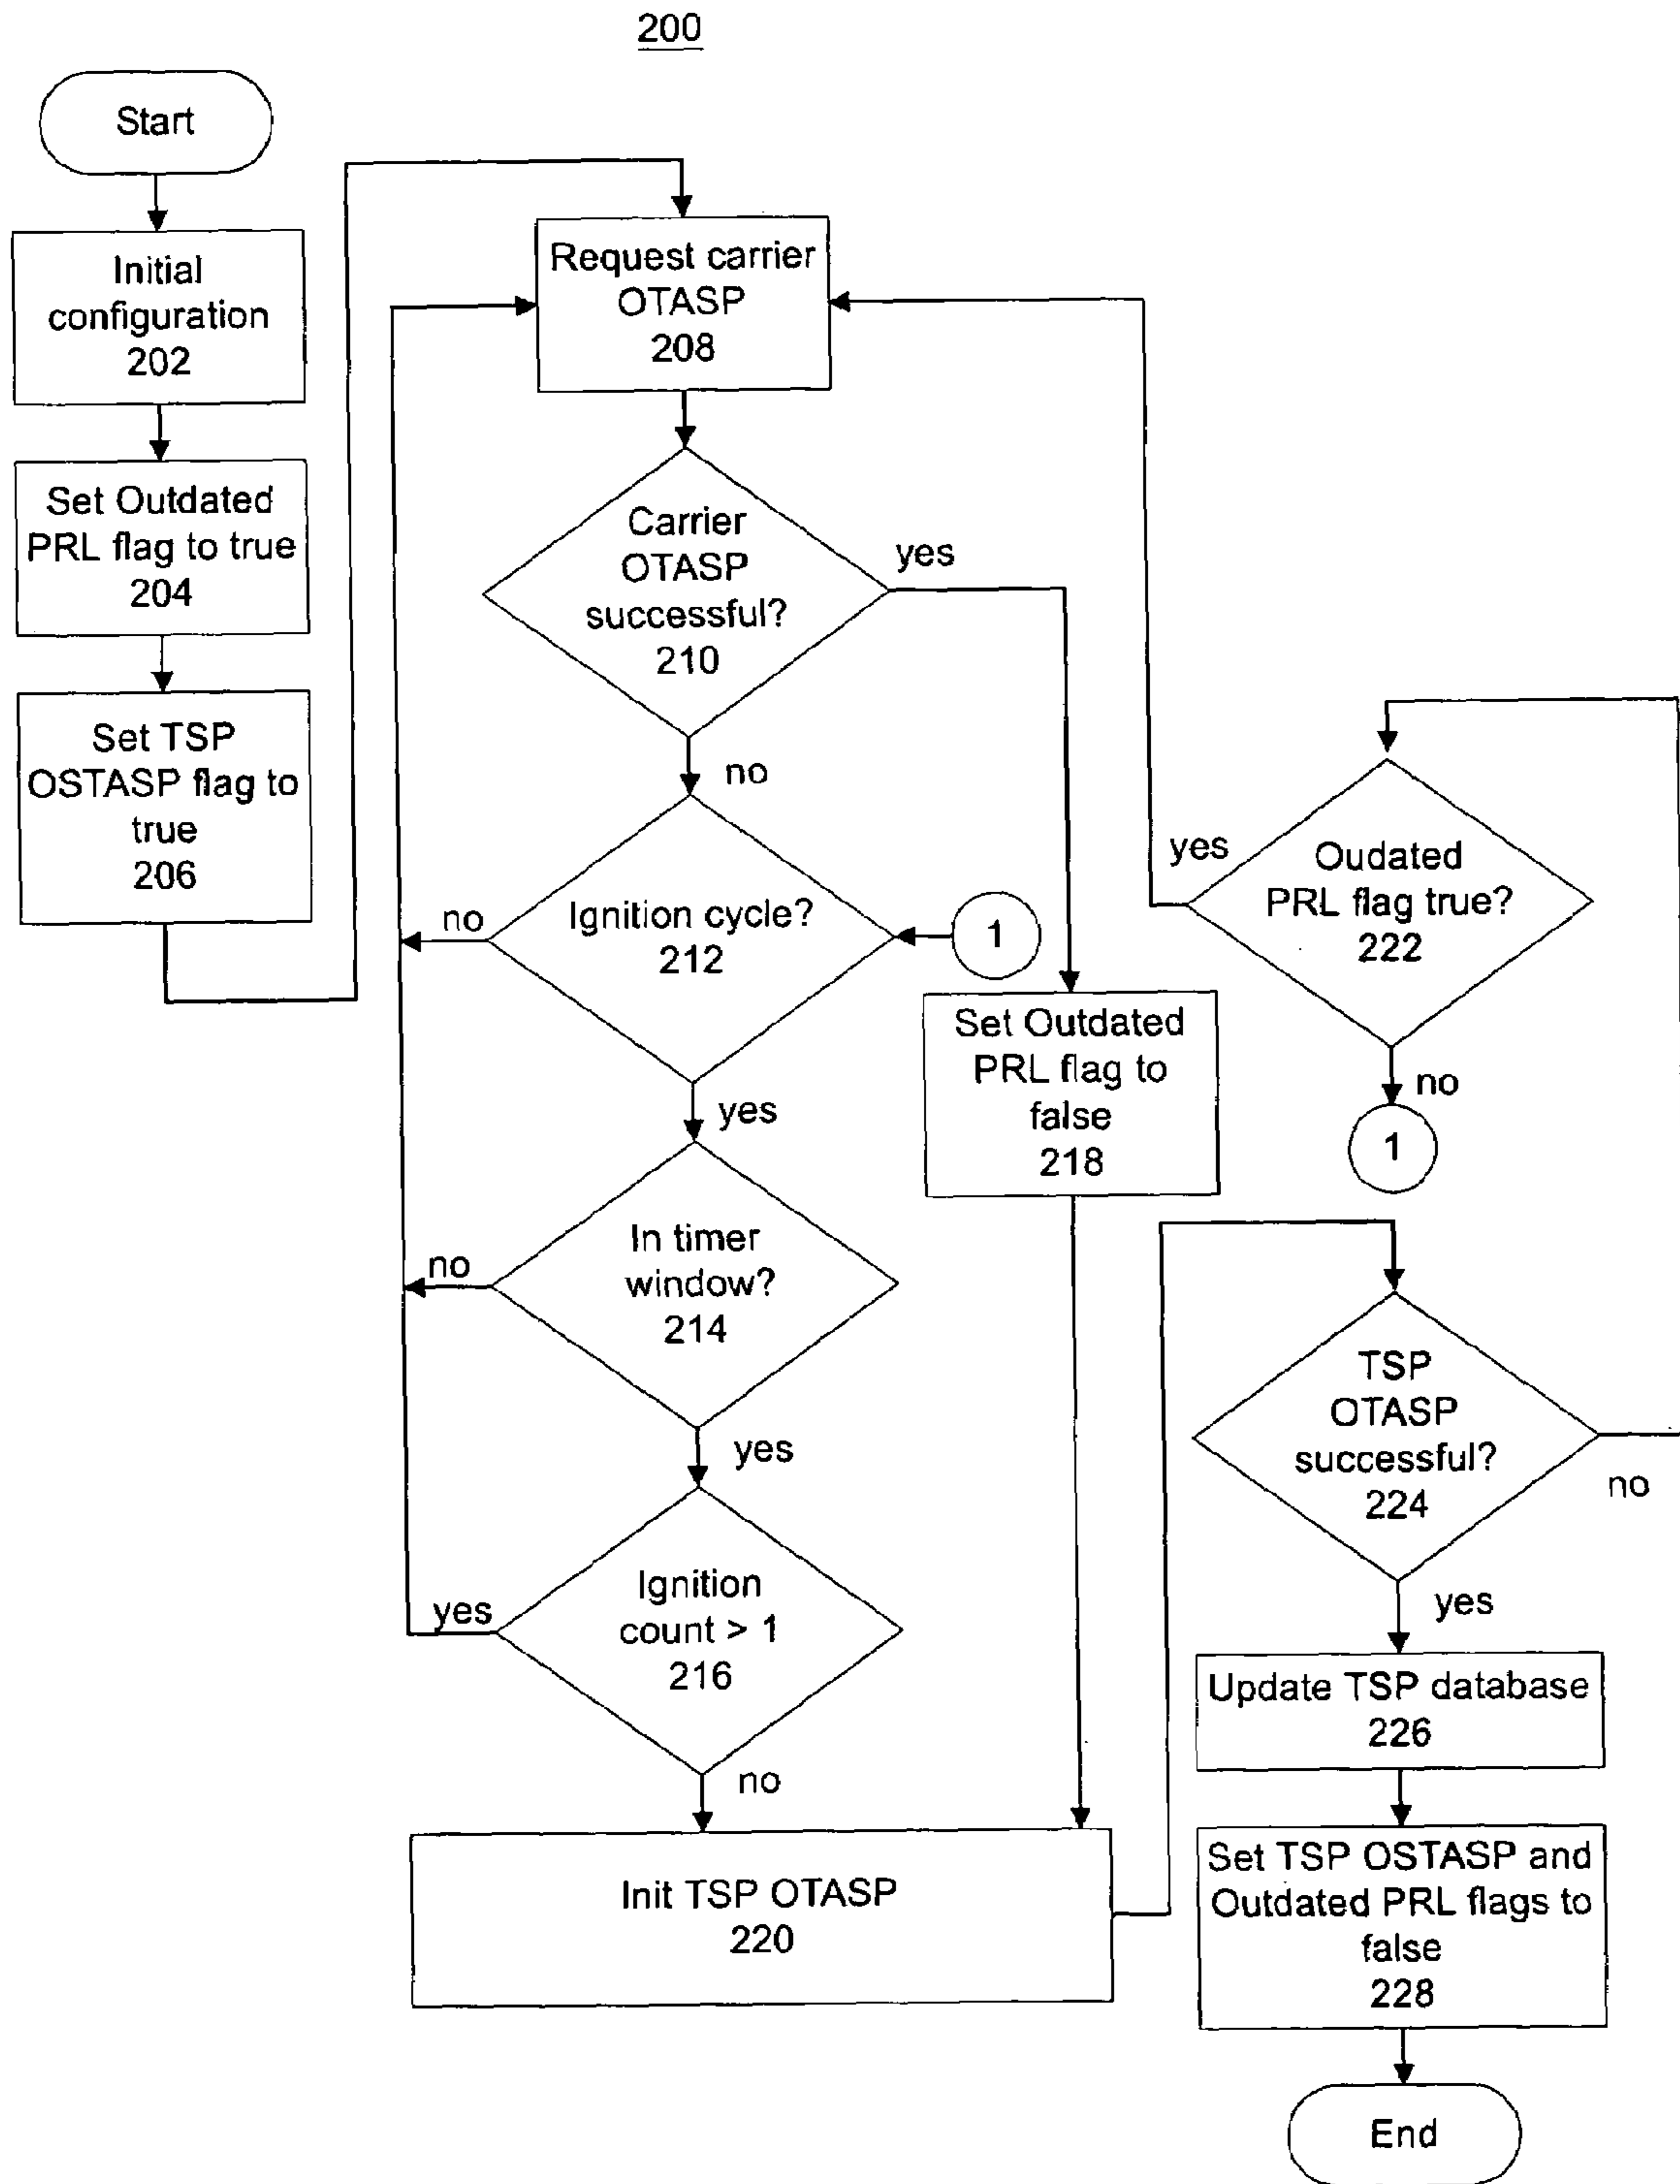 200
Start
Initial
configuration
202
Set Outdated
PRL flag to true
204
Set TSP
OSTASP flag to
true
206
Request carrier
OTASP
208
Carrier
OTASP
successful?
210
yes
no
Ignition cycle?
212
no
1
yes
In timer
window?
214
no
yes
Ignition
count > 1
216
yes
no
Set Outdated
PRL flag to
false
218
Init TSP OTASP
220
Oudated
PRL flag true?
222
yes
no
1
TSP
OTASP
successful?
224
no
yes
Update TSP database
226
Set TSP OSTASP and
Outdated PRL flags to
false
228
End